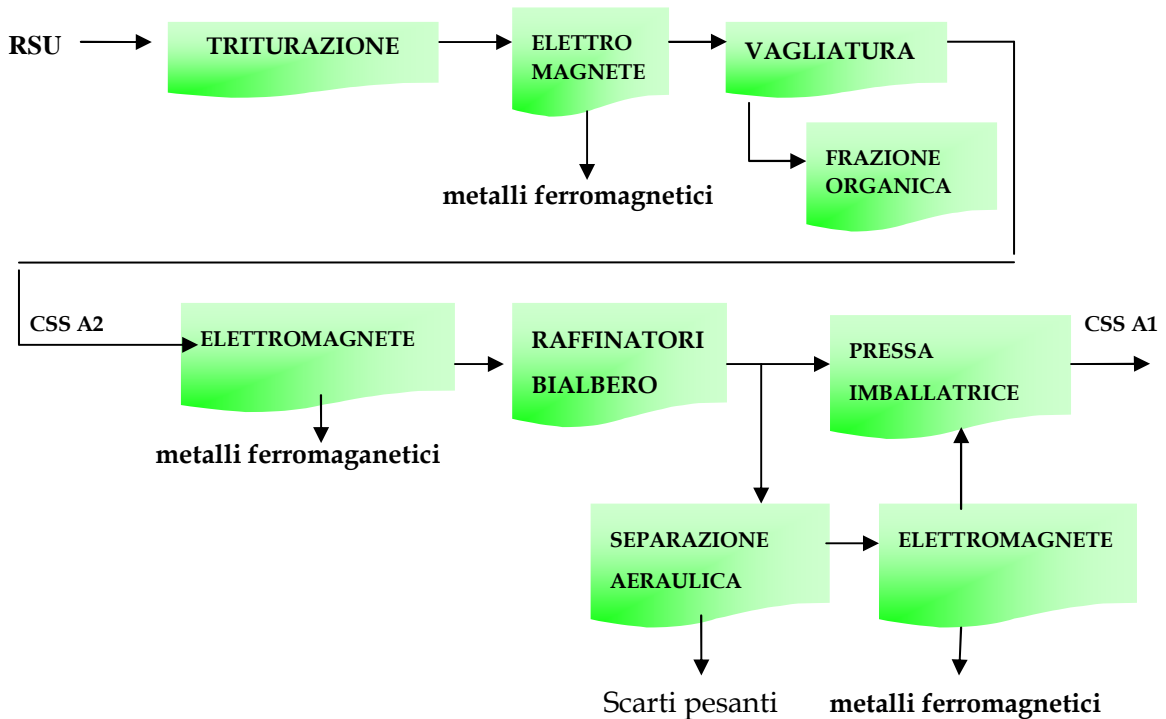 RSU
TRITURAZIONE
ELETTRO
MAGNETE
VAGLIATURA
FRAZIONE
ORGANICA
metalli ferromagnetici
CSS A2
ELETTROMAGNETE
RAFFINATORI
BIALBERO
PRESSA
IMBALLATRICE
CSS A1
metalli ferromaganetici
SEPARAZIONE
AERAULICA
ELETTROMAGNETE
Scarti pesanti
metalli ferromagnetici